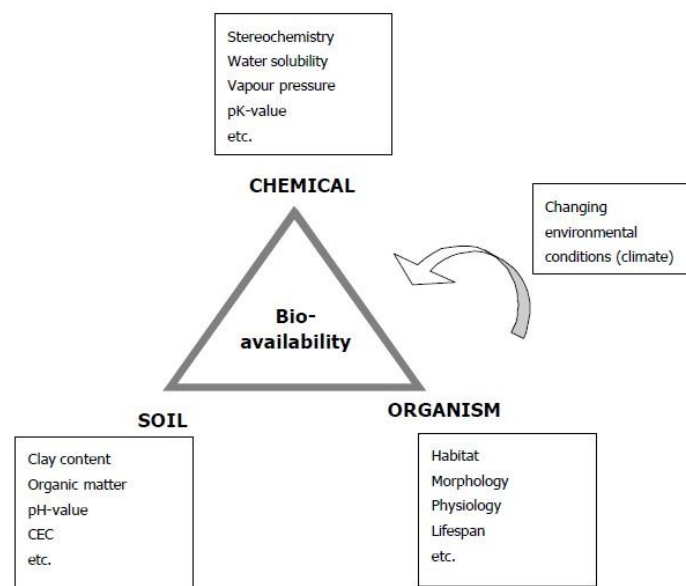 Stereochemistry
Water solubility
Vapour pressure
pK-value
etc.
CHEMICAL
Changing
environmental
conditions (climate)
Bio-
availability
SOIL
ORGANISM
Clay content
Organic matter
pH-value
CEC
etc.
Habitat
Morphology
Physiology
Lifespan
etc.